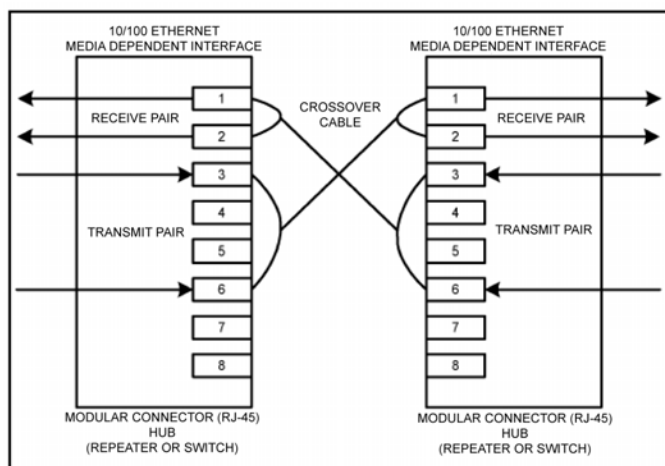 10/100 ETHERNET
MEDIA DEPENDENT INTERFACE
10/100 ETHERNET
MEDIA DEPENDENT INTERFACE
1
RECEIVE PAIR
2
3
4
TRANSMIT PAIR
5
6
7
8
CROSSOVER
CABLE
1
RECEIVE PAIR
2
3
4
TRANSMIT PAIR
5
6
7
8
MODULAR CONNECTOR (RJ-45)
HUB
(REPEATER OR SWITCH)
MODULAR CONNECTOR (RJ-45)
HUB
(REPEATER OR SWITCH)